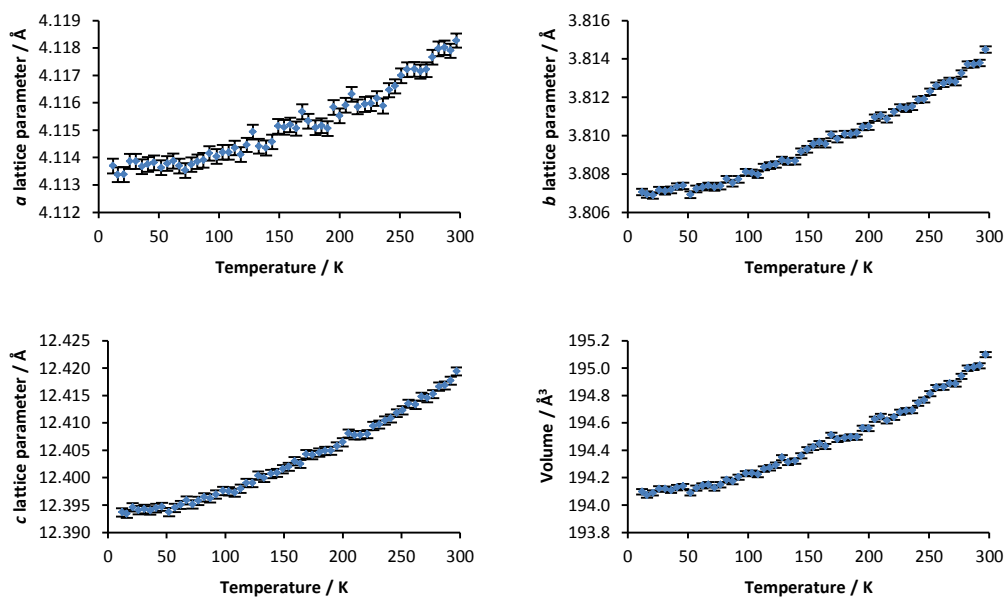 4.119
4.118
4.117
4.116
4.115
4.114
4.113
4.112
a lattice parameter / Å
0 50 100 150 200 250 300
Temperature / K
3.816
3.814
3.812
3.810
3.808
3.806
b lattice parameter / Å
0 50 100 150 200 250 300
Temperature / K
12.425
12.420
12.415
12.410
12.405
12.400
12.395
12.390
c lattice parameter / Å
0 50 100 150 200 250 300
Temperature / K
195.2
195.0
194.8
194.6
194.4
194.2
194.0
193.8
Volume / Å³
0 50 100 150 200 250 300
Temperature / K